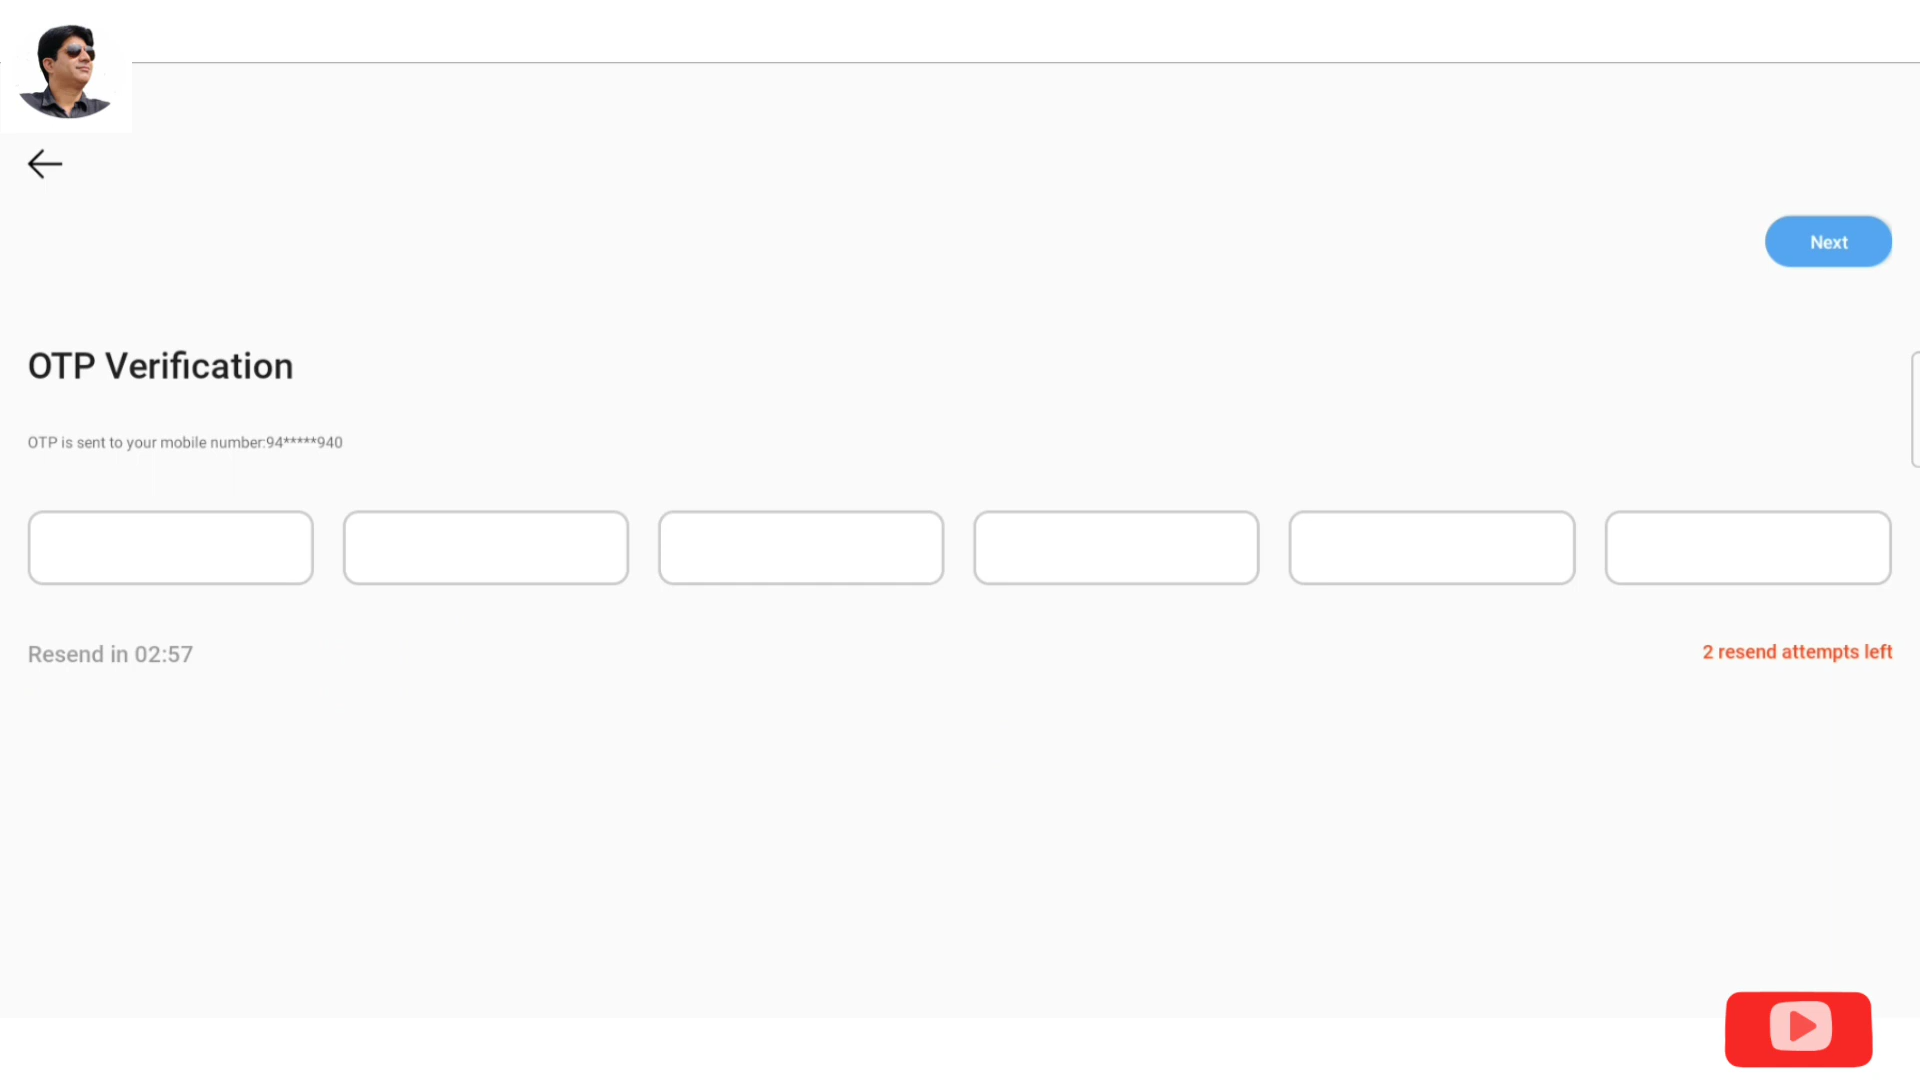 Next
OTP Verification
OTP is sent to your mobile number:94*****940
Resend in 02:57
2 resend attempts left